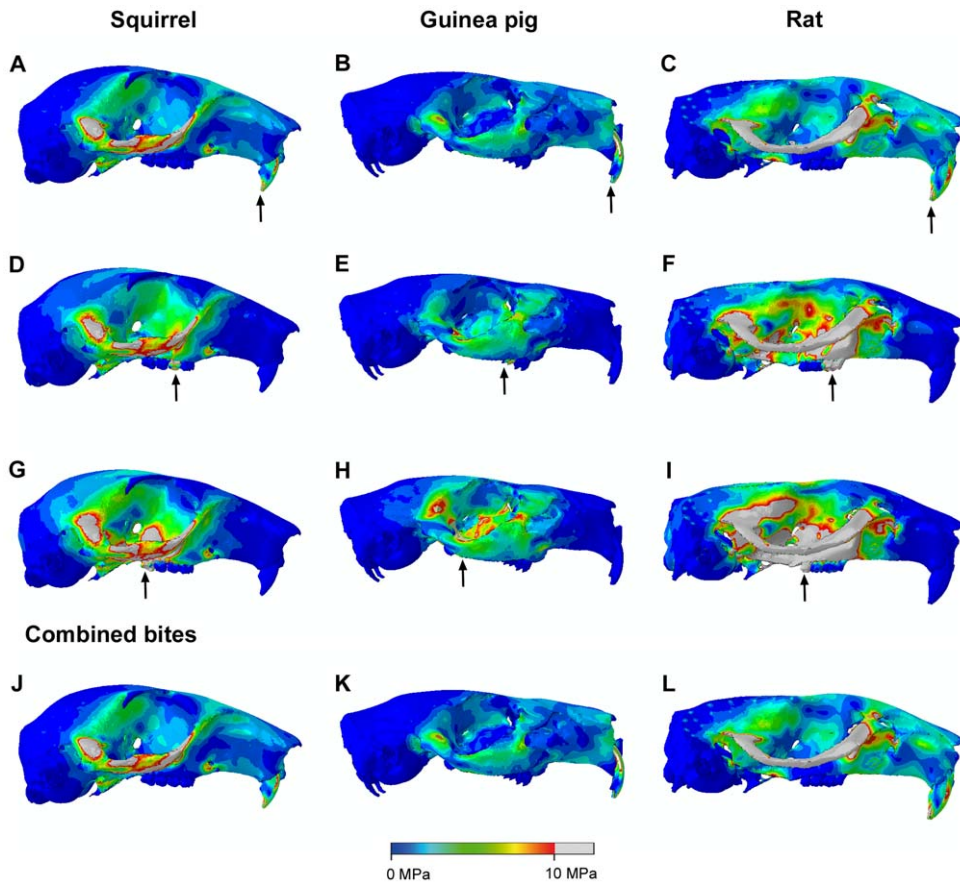 Squirrel Guinea pig Rat
A B C
D E F
G H I
Combined bites
J K L
0 MPa 10 MPa